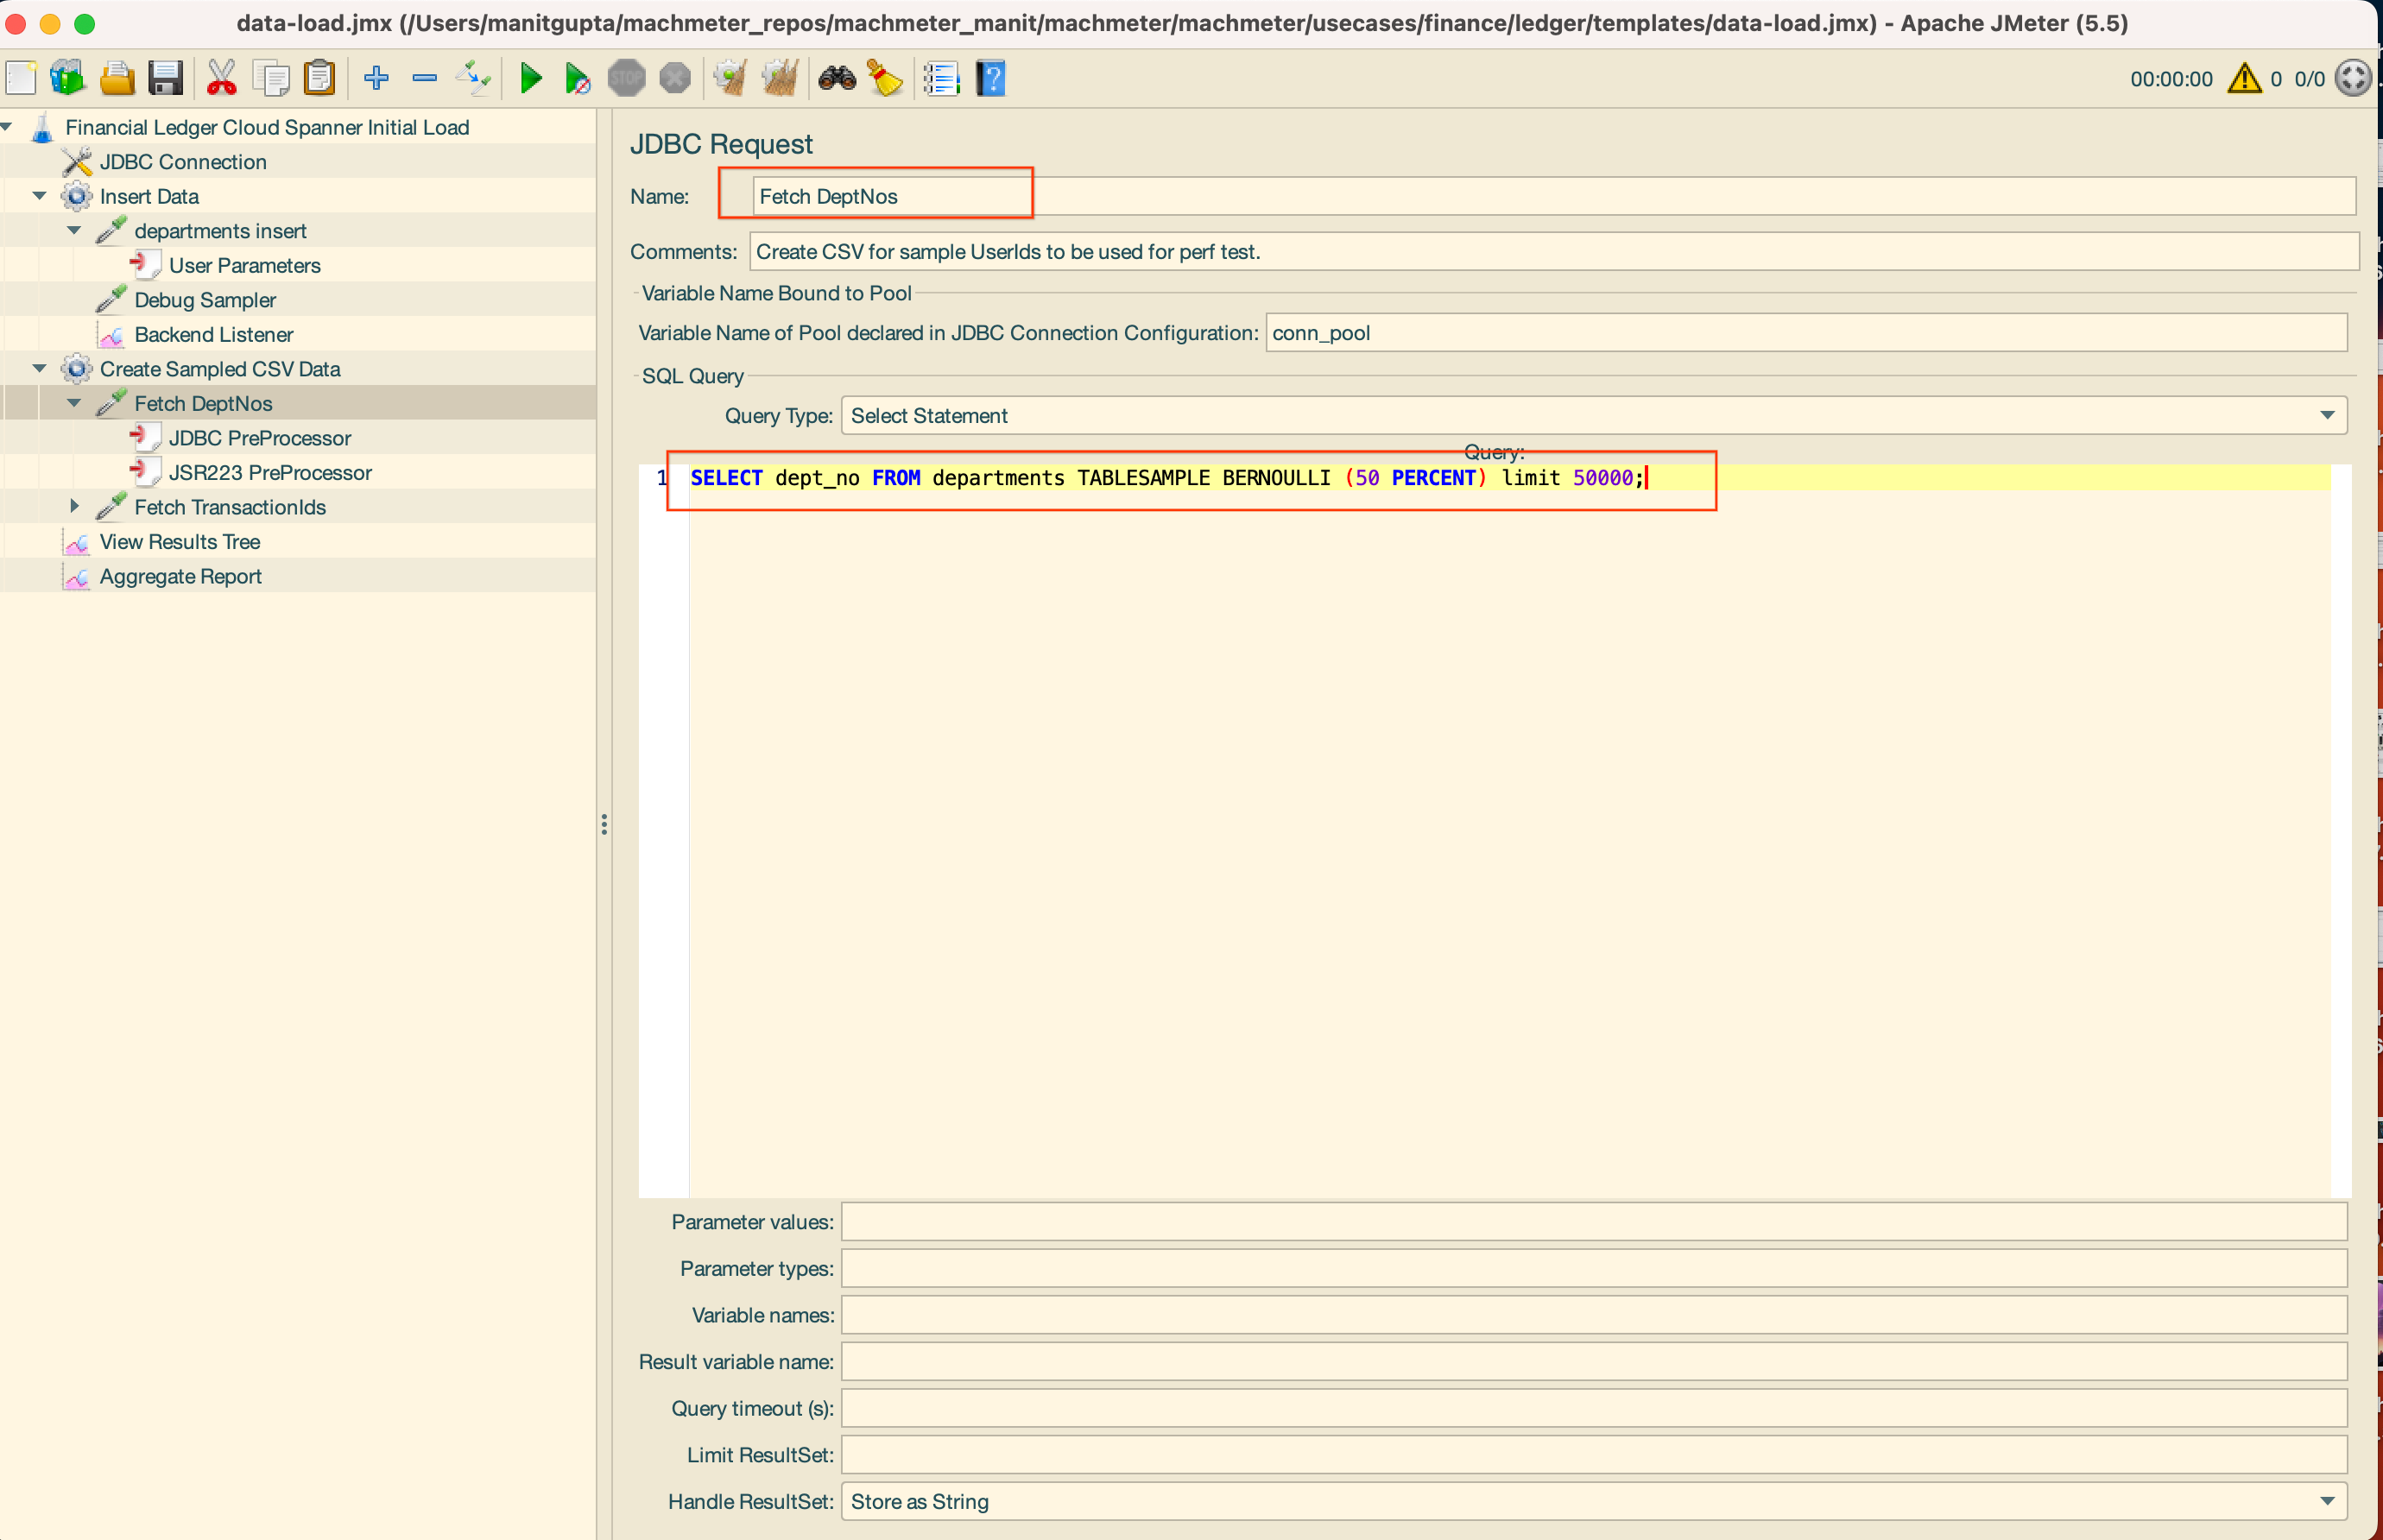 data-load.jmx (/Users/manitgupta/machmeter_repos/machmeter_manit/machmeter/machmeter/usecases/finance/ledger/templates/data-load.jmx) - Apache JMeter (5.5)
STOP
00:00:00 0 0/0
Financial Ledger Cloud Spanner Initial Load
JDBC Connection
Insert Data
departments insert
User Parameters
Debug Sampler
Backend Listener
Create Sampled CSV Data
Fetch DeptNos
JDBC PreProcessor
JSR223 PreProcessor
Fetch TransactionIds
View Results Tree
Aggregate Report
JDBC Request
Name: Fetch DeptNos
Comments: Create CSV for sample UserIds to be used for perf test.
Variable Name Bound to Pool
Variable Name of Pool declared in JDBC Connection Configuration: conn_pool
SQL Query
Query Type: Select Statement
Query:
1 SELECT dept_no FROM departments TABLESAMPLE BERNOULLI (50 PERCENT) limit 50000;
Parameter values:
Parameter types:
Variable names:
Result variable name:
Query timeout (s):
Limit ResultSet:
Handle ResultSet: Store as String